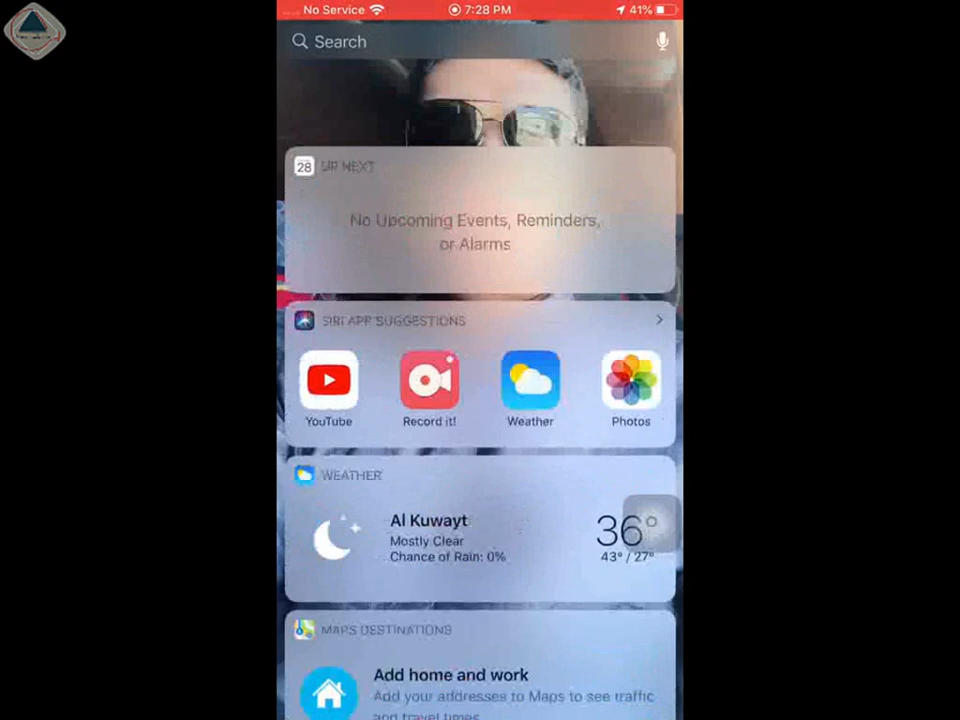 No Service 7:28 PM 41%
Search
28 UP NEXT
No Upcoming Events, Reminders,
or Alarms
SIRI APP SUGGESTIONS
YouTube Record it! Weather Photos
WEATHER
Al Kuwayt
Mostly Clear
Chance of Rain: 0%
36°
43° / 27°
MAPS DESTINATIONS
Add home and work
Add your addresses to Maps to see traffic
and travel times.